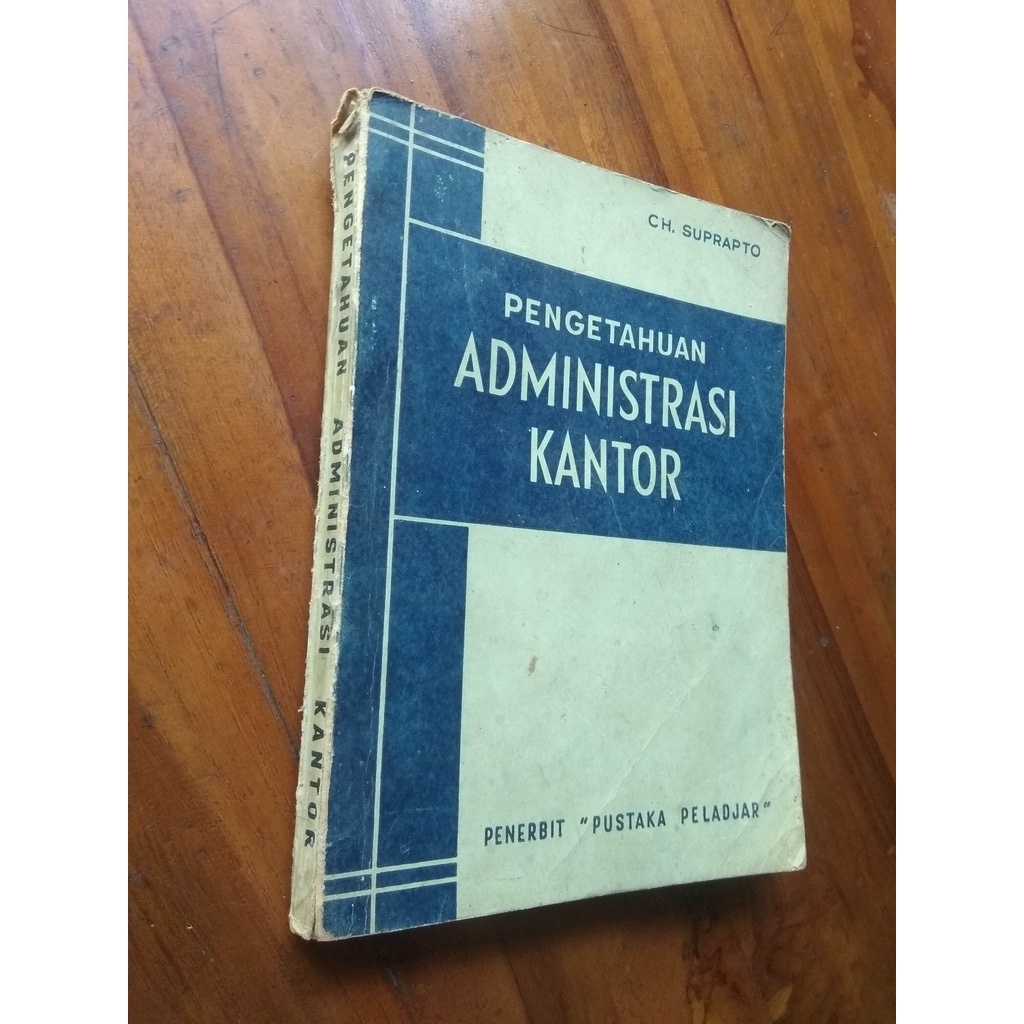 PENGETAHUAN ADMINISTRASI KANTOR
CH. SUPRAPTO
PENGETAHUAN
ADMINISTRASI
KANTOR
PENERBIT "PUSTAKA PELADJAR"